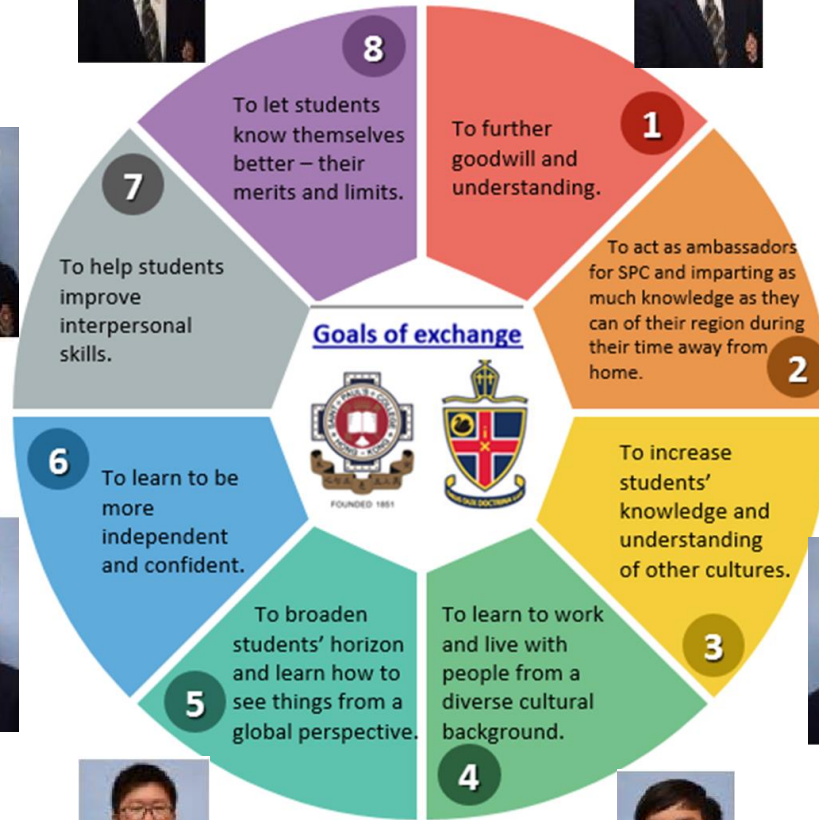 8
To let students
know themselves
better – their
merits and limits.
1
To further
goodwill and
understanding.
7
To help students
improve
interpersonal
skills.
To act as ambassadors
for SPC and imparting as
much knowledge as they
can of their region during
their time away from
home.
2
Goals of exchange
SAINT PAUL'S COLLEGE
HONG KONG
FOUNDED 1851
6
To learn to be
more
independent
and confident.
To increase
students’
knowledge and
understanding
of other cultures.
3
5
To broaden
students’ horizon
and learn how to
see things from a
global perspective.
To learn to work
and live with
people from a
diverse cultural
background.
4